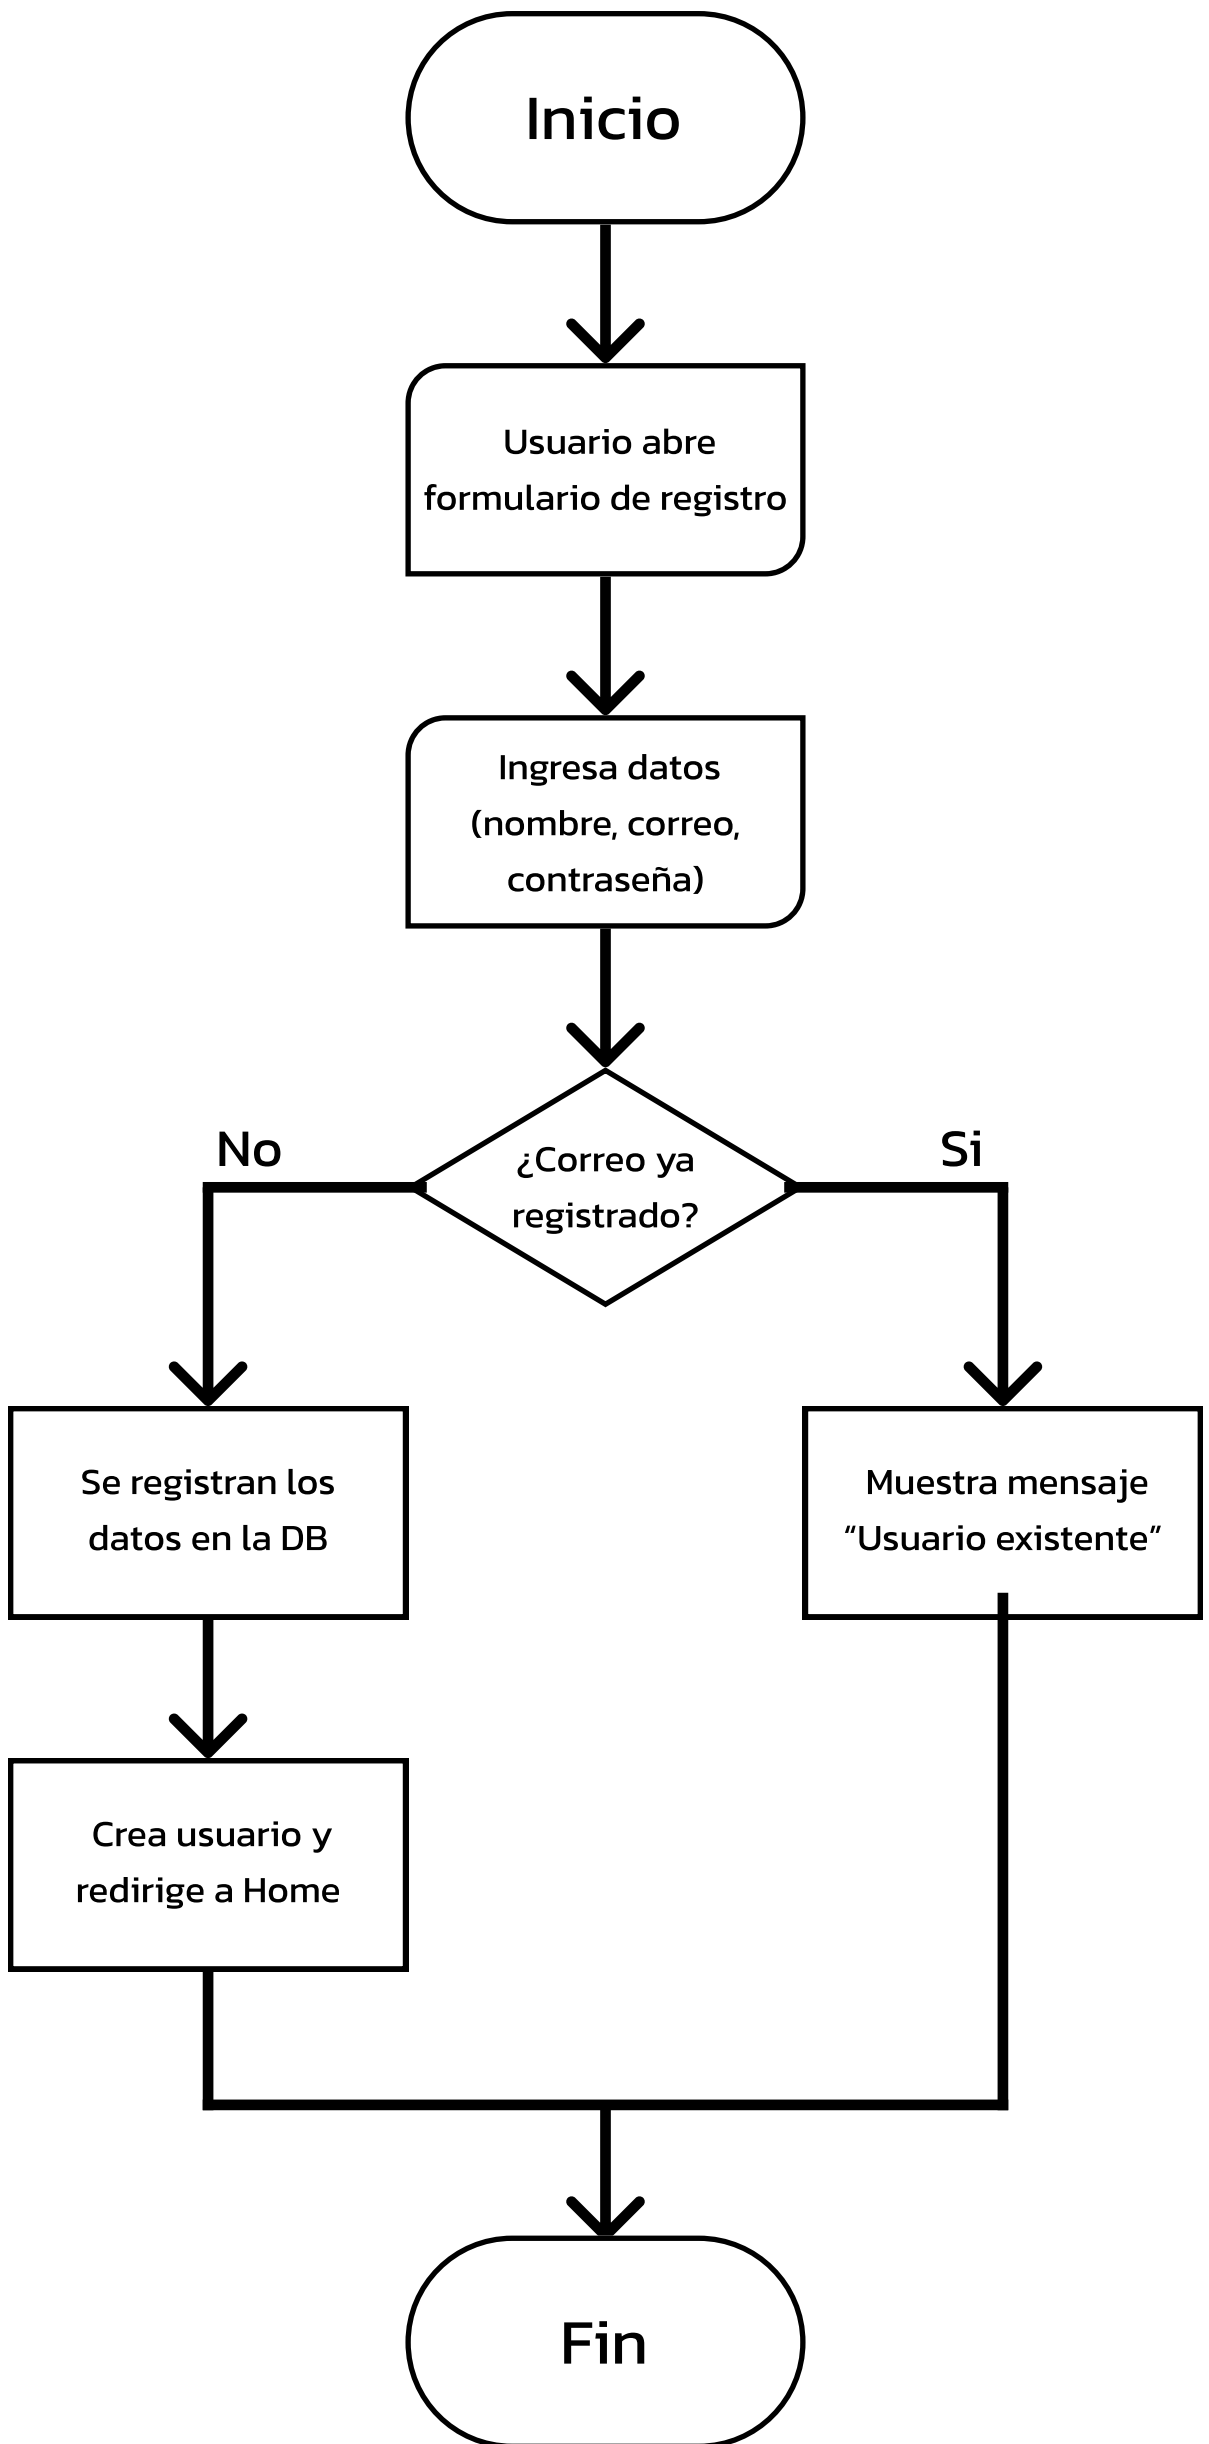 Inicio
Usuario abre
formulario de registro
Ingresa datos
(nombre, correo,
contraseña)
No
Si
¿Correo ya
registrado?
Se registran los
datos en la DB
Muestra mensaje
“Usuario existente”
Crea usuario y
redirige a Home
Fin